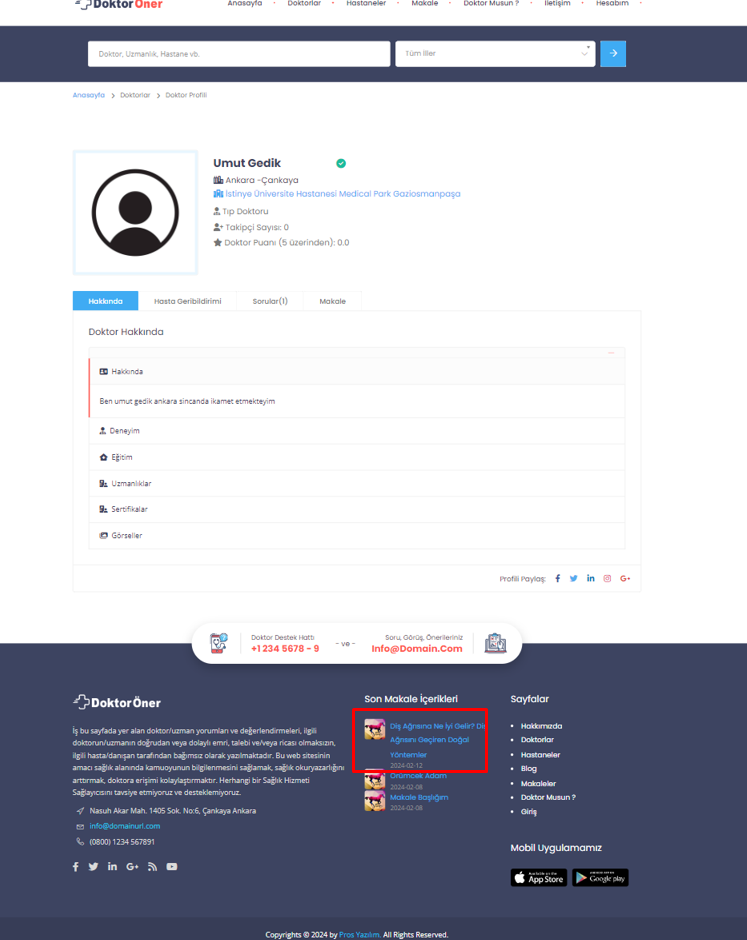 DoktorÖner
Anasayfa Doktorlar Hastaneler Makale Doktor Musun ? İletişim Hesabım
Doktor, Uzmanlık, Hastane vb. Tüm İller
Anasayfa > Doktorlar > Doktor Profili
Umut Gedik
Ankara -Çankaya
İstinye Üniversite Hastanesi Medical Park Gaziosmanpaşa
Tıp Doktoru
Takipçi Sayısı: 0
Doktor Puanı (5 üzerinden): 0.0
Hakkında Hasta Geribildirimi Sorular(1) Makale
Doktor Hakkında
Hakkında
Ben umut gedik ankara sincanda ikamet etmekteyim
Deneyim
Eğitim
Uzmanlıklar
Sertifikalar
Görseller
Profili Paylaş:
Doktor Destek Hattı
+1 234 5678 - 9
- ve -
Soru, Görüş, Önerileriniz
Info@Domain.Com
DoktorÖner
İş bu sayfada yer alan doktor/uzman yorumları ve değerlendirmeleri, ilgili
doktorun/uzmanın doğrudan veya dolaylı emri, talebi ve/veya ricası olmaksızın,
ilgili hasta/danışan tarafından bağımsız olarak yazılmaktadır. Bu web sitesinin
amacı sağlık alanında kamuoyunun bilgilenmesini sağlamak, sağlık okuryazarlığını
arttırmak, doktora erişimi kolaylaştırmaktır. Herhangi bir Sağlık Hizmeti
Sağlayıcısını tavsiye etmiyoruz ve desteklemiyoruz.
Nasuh Akar Mah. 1405 Sok. No:6, Çankaya Ankara
info@domainurl.com
(0800) 1234 567891
Son Makale İçerikleri
Diş Ağrısına Ne İyi Gelir? Diş
Ağrısını Geçiren Doğal
Yöntemler
2024-02-12
Örümcek Adam
2024-02-08
Makale Başlığım
2024-02-08
Sayfalar
Hakkımızda
Doktorlar
Hastaneler
Blog
Makaleler
Doktor Musun ?
Giriş
Mobil Uygulamamız
App Store
Google play
Copyrights © 2024 by Pros Yazılım. All Rights Reserved.